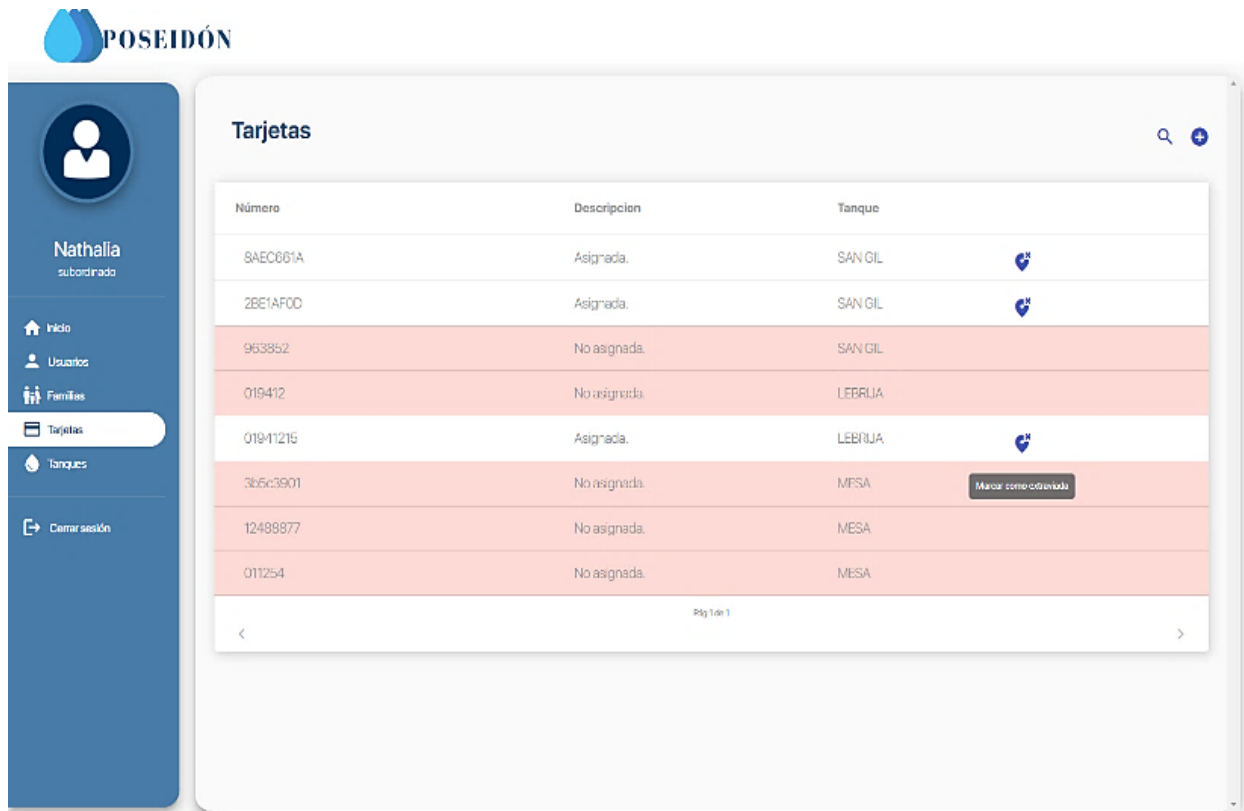 POSEIDÓN
Nathalia
subordinado
Inicio
Usuarios
Familias
Tarjetas
Tanques
Cerrar sesión
Tarjetas
Número Descripcion Tanque
8AEC661A Asignada. SAN GIL
2BE1AF0D Asignada. SAN GIL
963852 No asignada. SAN GIL
019412 No asignada. LEBRIJA
01941215 Asignada. LEBRIJA
3b5c3901 No asignada. MESA
Marcar como extraviada
12488877 No asignada. MESA
011254 No asignada. MESA
Pág 1 de 1